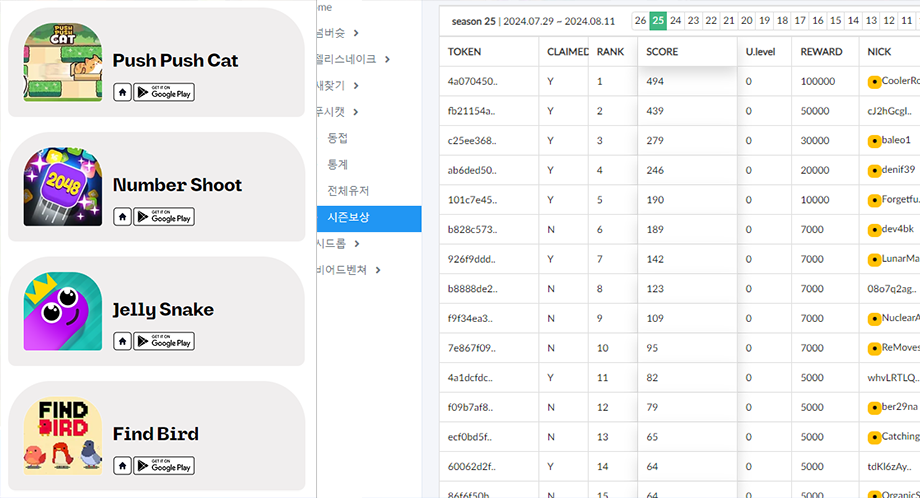 PUSH PUSH CAT
Push Push Cat
GET IT ON
Google Play
2048
Number Shoot
GET IT ON
Google Play
Jelly Snake
GET IT ON
Google Play
FIND BIRD
Find Bird
GET IT ON
Google Play
ome
넘버슛 >
젤리스네이크 >
새찾기 >
푸시캣 >
동접
통계
전체유저
시즌보상
시드롭 >
비어드벤쳐 >
season 25 | 2024.07.29 ~ 2024.08.11 26 25 24 23 22 21 20 19 18 17 16 15 14 13 12 11
TOKEN CLAIMED RANK SCORE U.level REWARD NICK
4a070450.. Y 1 494 0 100000 CoolerRo
fb21154a.. Y 2 439 0 50000 cJ2hGcgI..
c25ee368.. Y 3 279 0 30000 baleo1
ab6ded50.. Y 4 246 0 20000 denif39
101c7e45.. Y 5 190 0 10000 Forgetfu.
b828c573.. N 6 189 0 7000 dev4bk
926f9ddd.. Y 7 142 0 7000 LunarMa
b8888de2.. N 8 123 0 7000 08o7q2ag..
f9f34ea3.. N 9 109 0 7000 NuclearA
7e867f09.. N 10 95 0 7000 ReMoves
4a1dcfdc.. Y 11 82 0 5000 whvLRTLQ..
f09b7af8.. N 12 79 0 5000 ber29na
ecf0bd5f.. N 13 65 0 5000 Catching
60062d2f.. Y 14 64 0 5000 tdKl6zAy..
86f6f50b.. N 15 64 0 5000 OrganicS